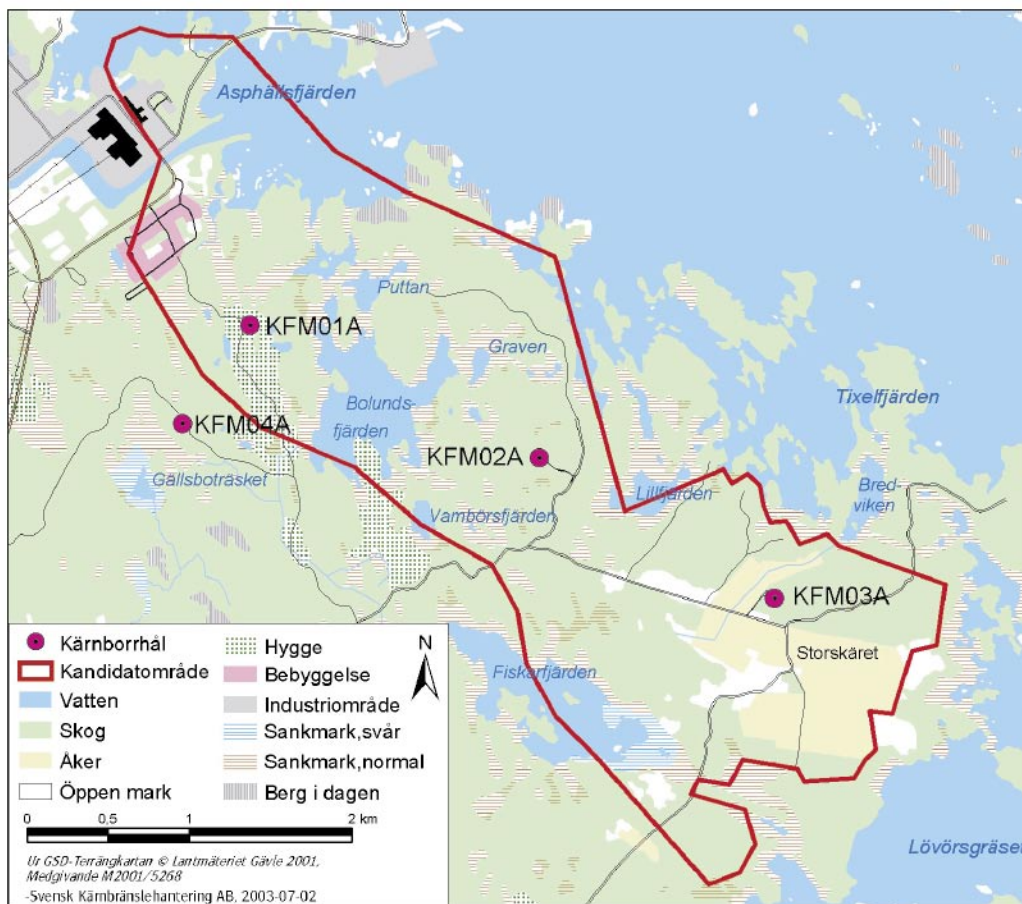 Asphällsfjärden
Puttan
KFM01A
Graven
Tixelfjärden
Bolunds-
fjärden
KFM04A
KFM02A
Gällsboträsket
Lillfjärden
Bred-
viken
Vambörsfjärden
KFM03A
Storskäret
Fiskarfjärden
Lövörsgräsen
Kärnborrhål
Kandidatområde
Vatten
Skog
Åker
Öppen mark
Hygge
Bebyggelse
Industriområde
Sankmark,svår
Sankmark,normal
Berg i dagen
N
0 0,5 1 2 km
Ur GSD-Terrängkartan © Lantmäteriet Gävle 2001,
Medgivande M2001/5268
-Svensk Kärnbränslehantering AB, 2003-07-02